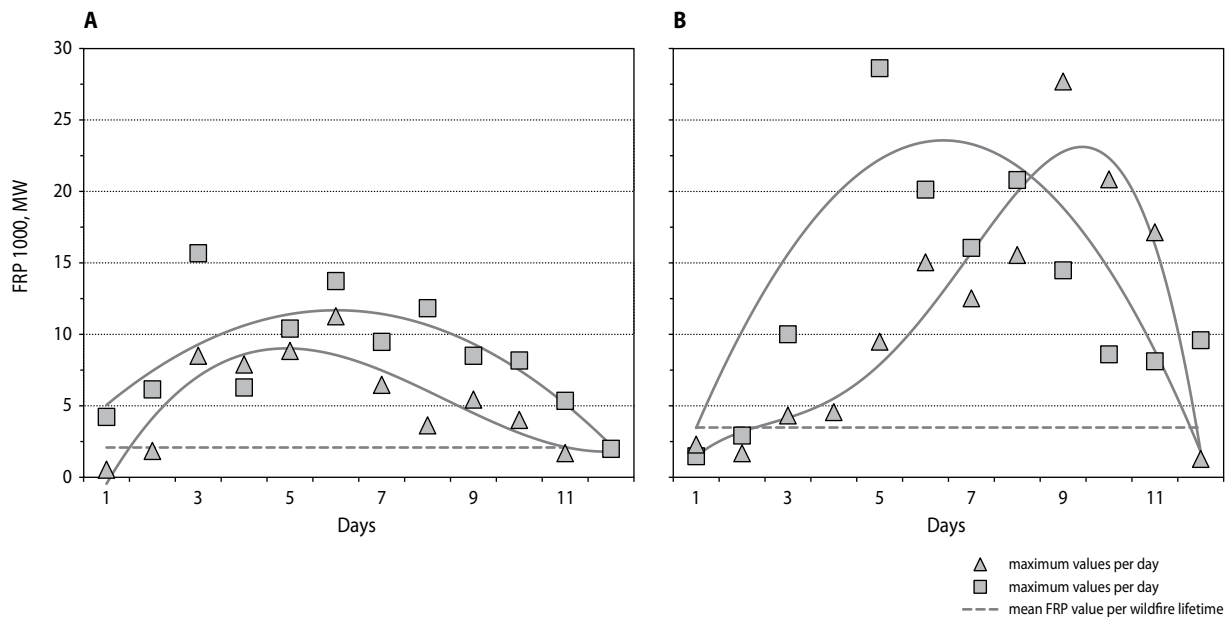 A
B
30
25
20
15
10
5
0
FRP 1000, MW
1 3 5 7 9 11
1 3 5 7 9 11
Days
Days
maximum values per day
maximum values per day
mean FRP value per wildfire lifetime